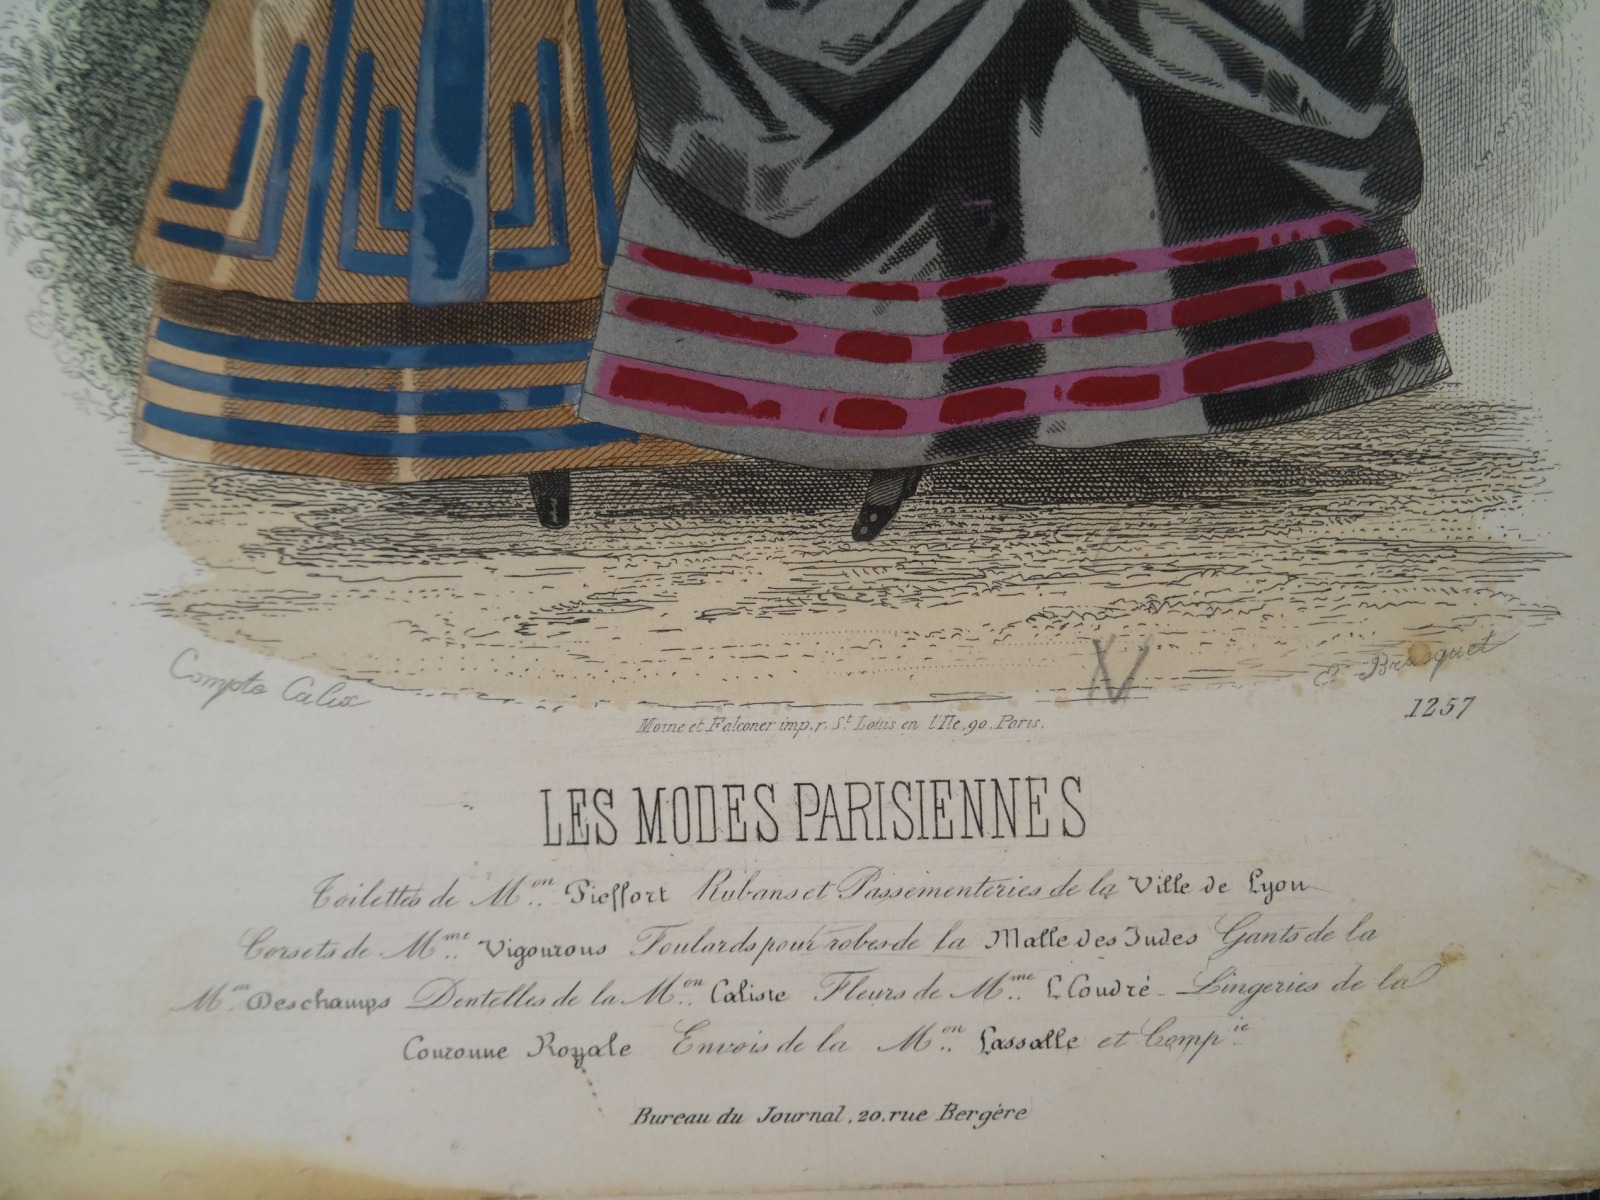 Compte Calix
E. Brusquet
1257
Moine et Falconer imp. r. St. Louis en l'Ile, 90, Paris.
LES MODES PARISIENNES
Toilettes de Mon. Pieffort Rubans et Passementeries de la Ville de Lyon
Corsets de Mme. Vigourous Foulards pour robes de la Malle des Indes Gants de la
Mon. Deschamps Dentelles de la Mon. Caliste Fleurs de Mme. L. Coudré - Lingeries de la
Couronne Royale Envois de la Mon. Lassalle et Compie.
Bureau du Journal, 20, rue Bergère